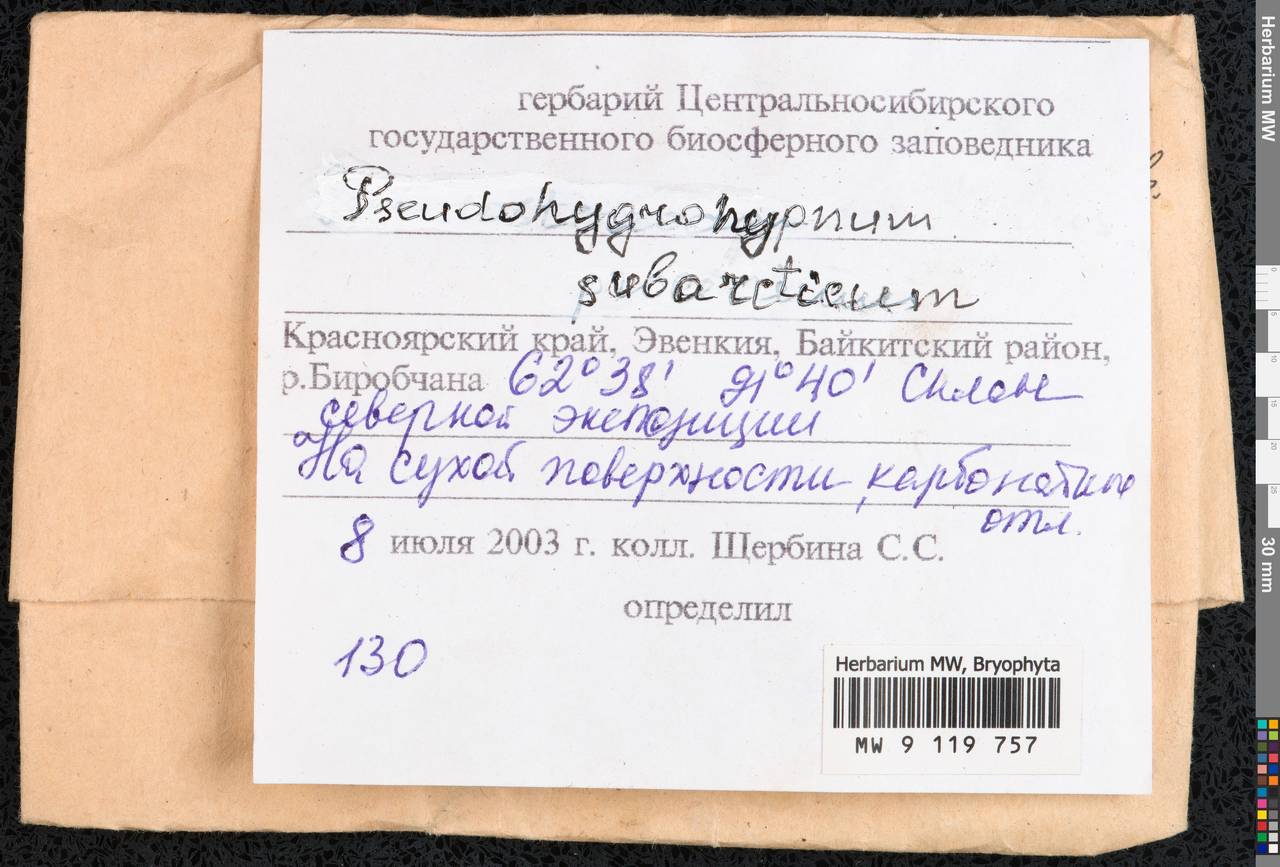 гербарий Центральносибирского
государственного биосферного заповедника
Pseudohygrohypnum
subarcticum
Красноярский край, Эвенкия, Байкитский район,
р.Биробчана 62°38' 91°40' Склон
северной экспозиции
На сухой поверхности карбонатных
отл.
8 июля 2003 г. колл. Щербина С.С.
определил
130
Herbarium MW, Bryophyta
MW 9 119 757
Herbarium MW
30 mm